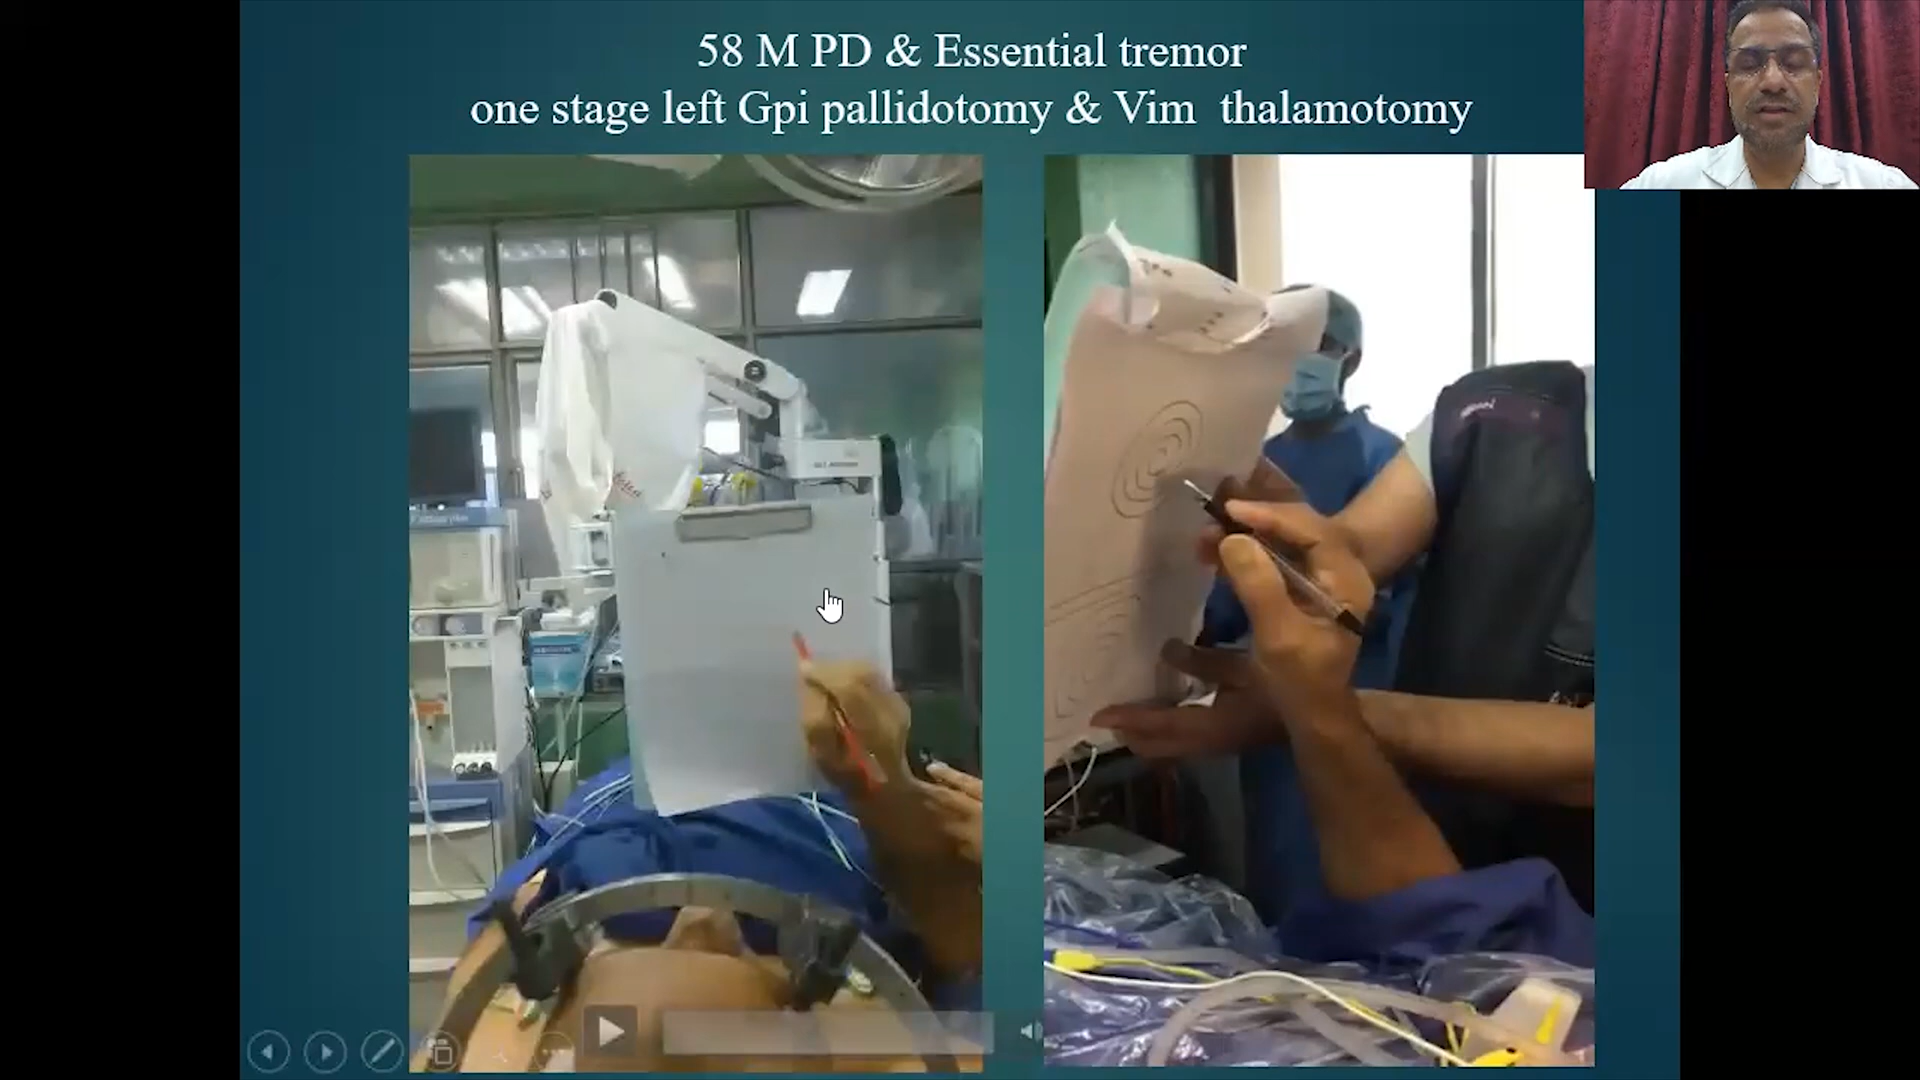 58 M PD & Essential tremor
one stage left Gpi pallidotomy & Vim thalamotomy